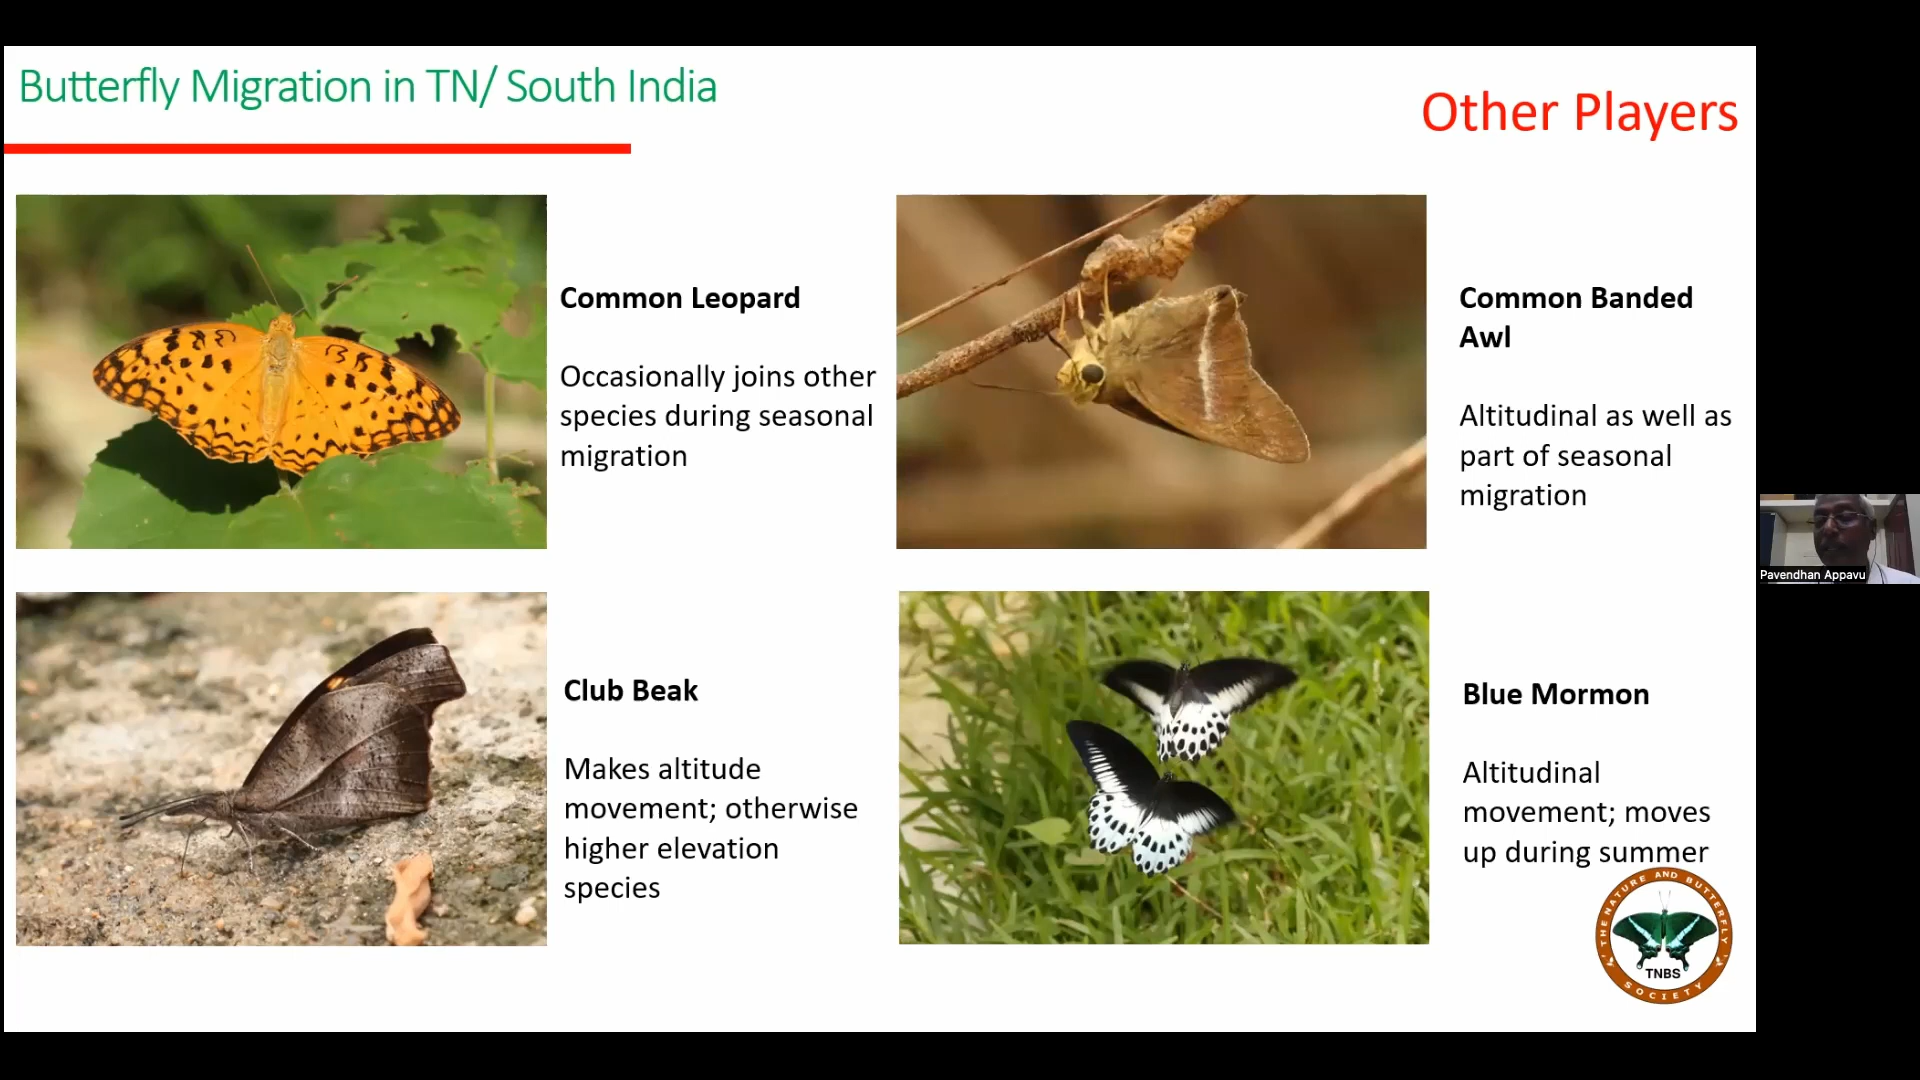 Butterfly Migration in TN/ South India
Other Players
Common Leopard
Occasionally joins other
species during seasonal
migration
Common Banded
Awl
Altitudinal as well as
part of seasonal
migration
Club Beak
Makes altitude
movement; otherwise
higher elevation
species
Blue Mormon
Altitudinal
movement; moves
up during summer
THE NATURE AND BUTTERFLY
TNBS
SOCIETY
Pavendhan Appavu